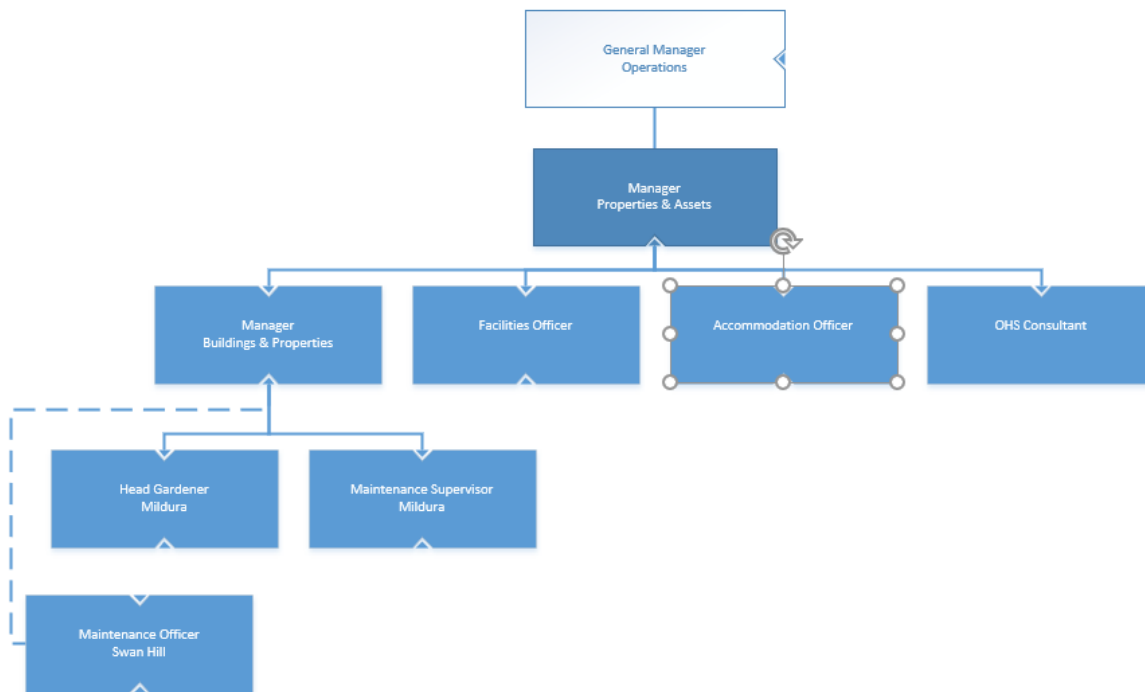 General Manager
Operations
Manager
Properties & Assets
Manager
Buildings & Properties
Facilities Officer
Accommodation Officer
OHS Consultant
Head Gardener
Mildura
Maintenance Supervisor
Mildura
Maintenance Officer
Swan Hill